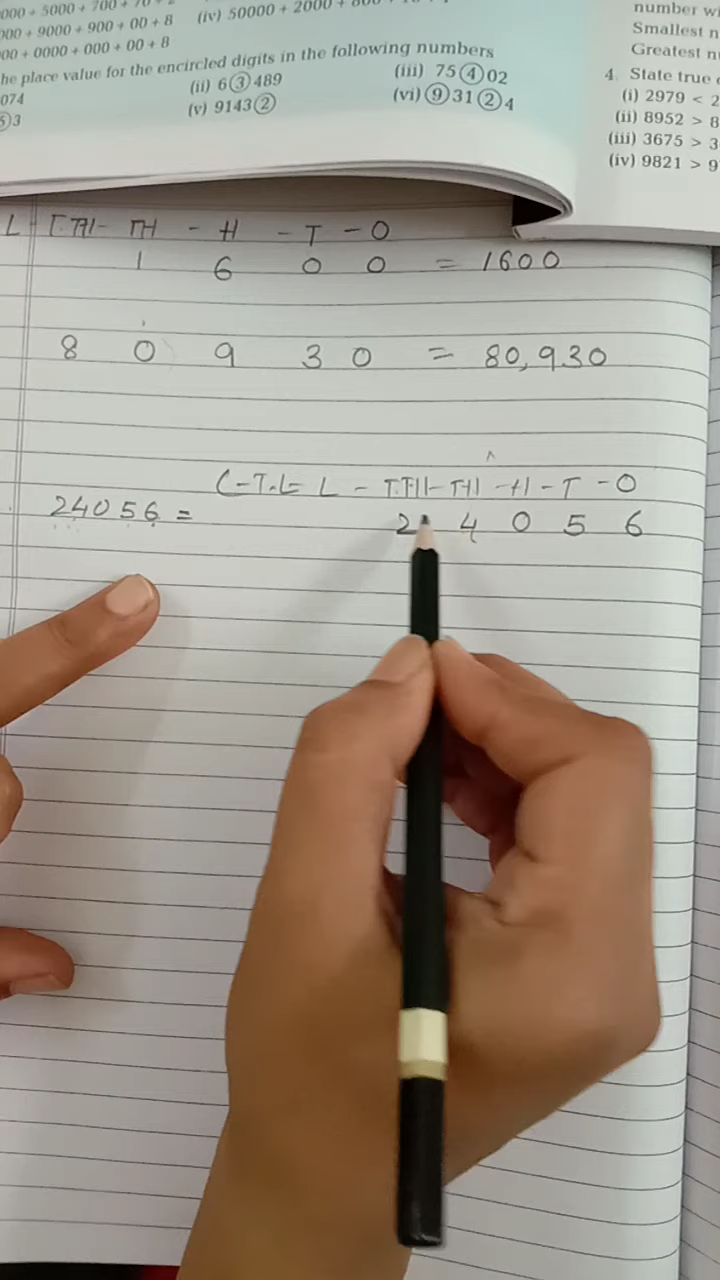 000 + 5000 + 700 + 70 + 2
000 + 9000 + 900 + 00 + 8
(iv) 50000 + 2000 +
00 + 0000 + 000 + 00 + 8
he place value for the encircled digits in the following numbers
074
(ii) 6③489
(iii) 75④02
⑤3
(v) 9143②
(vi) ⑨31②4
number w
Smallest n
Greatest n
4. State true
(i) 2979 < 2
(ii) 8952 > 8
(iii) 3675 > 3
(iv) 9821 > 9
L - T.TH - TH - H - T - O
1 6 0 0 = 1600
8 0 9 3 0 = 80,930
C - T.L - L - T.TH - TH - H - T - O
24056 = 2 4 0 5 6